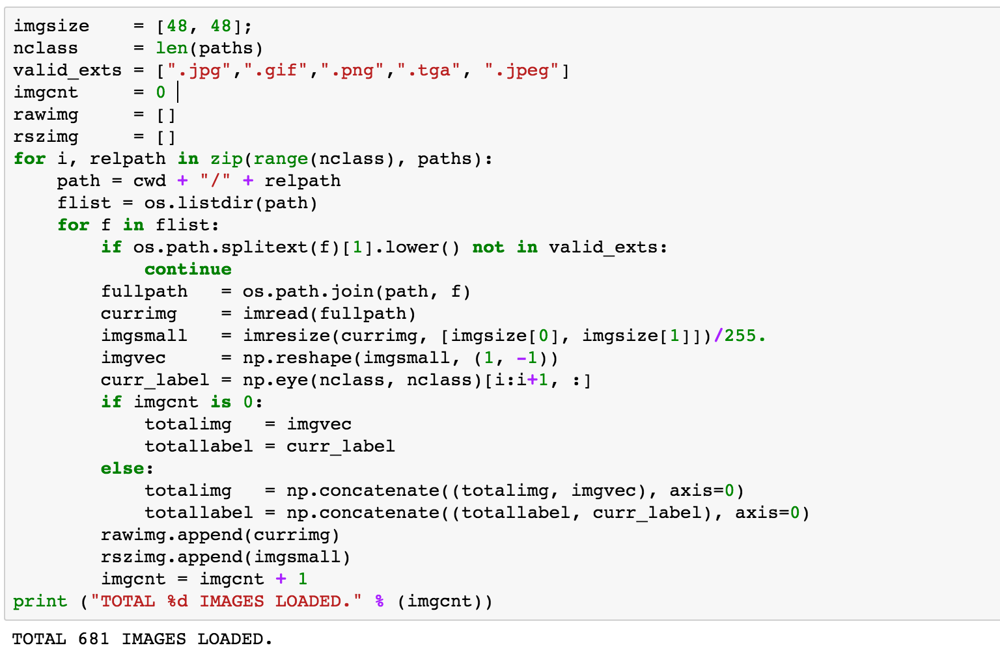 imgsize    = [48, 48];
nclass     = len(paths)
valid_exts = [".jpg",".gif",".png",".tga", ".jpeg"]
imgcnt     = 0
rawimg     = []
rszimg     = []
for i, relpath in zip(range(nclass), paths):
    path = cwd + "/" + relpath
    flist = os.listdir(path)
    for f in flist:
        if os.path.splitext(f)[1].lower() not in valid_exts:
            continue
        fullpath   = os.path.join(path, f)
        currimg    = imread(fullpath)
        imgsmall   = imresize(currimg, [imgsize[0], imgsize[1]])/255.
        imgvec     = np.reshape(imgsmall, (1, -1))
        curr_label = np.eye(nclass, nclass)[i:i+1, :]
        if imgcnt is 0:
            totalimg   = imgvec
            totallabel = curr_label
        else:
            totalimg   = np.concatenate((totalimg, imgvec), axis=0)
            totallabel = np.concatenate((totallabel, curr_label), axis=0)
        rawimg.append(currimg)
        rszimg.append(imgsmall)
        imgcnt = imgcnt + 1
print ("TOTAL %d IMAGES LOADED." % (imgcnt))
TOTAL 681 IMAGES LOADED.